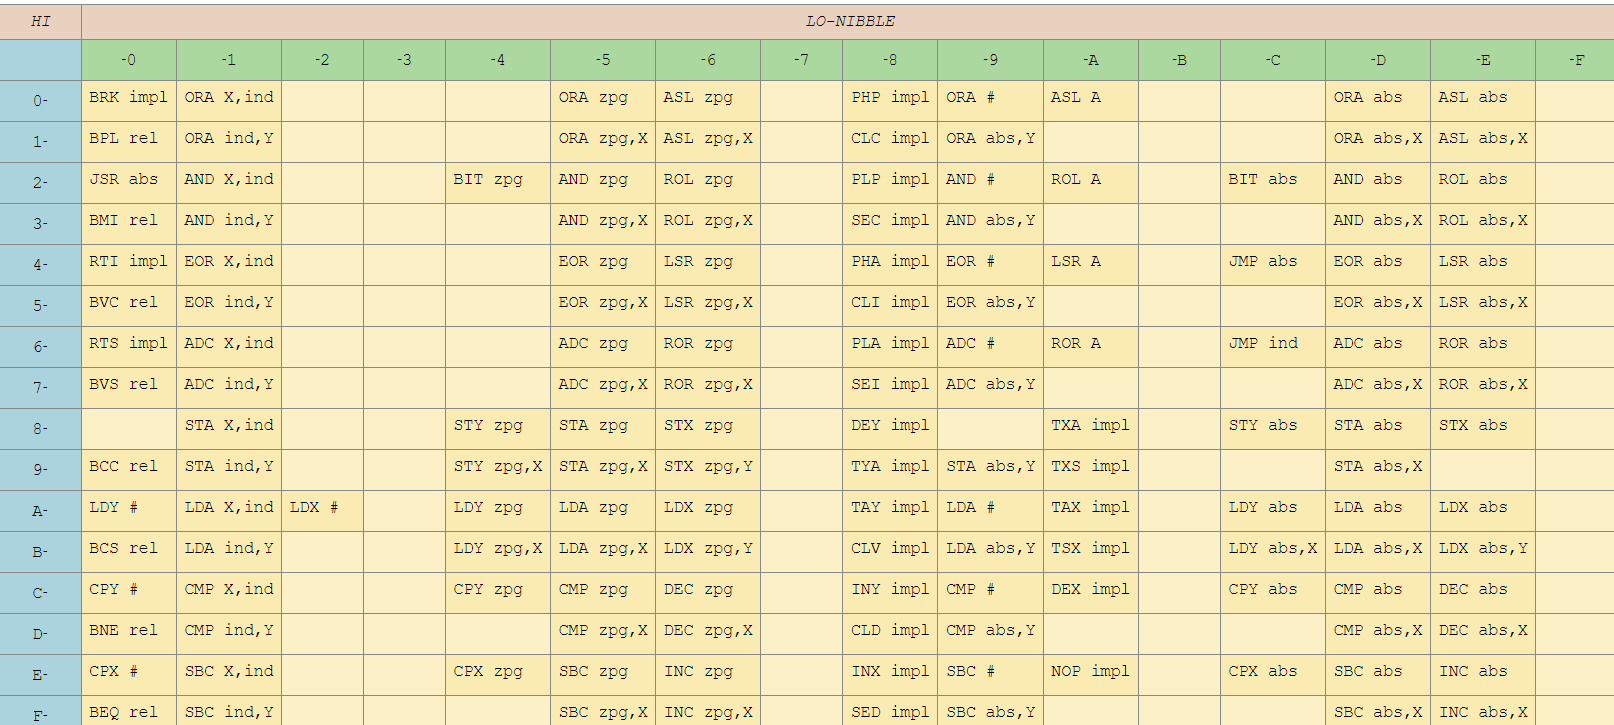 HI LO-NIBBLE
-0 -1 -2 -3 -4 -5 -6 -7 -8 -9 -A -B -C -D -E -F
0- BRK impl ORA X,ind ORA zpg ASL zpg PHP impl ORA # ASL A ORA abs ASL abs
1- BPL rel ORA ind,Y ORA zpg,X ASL zpg,X CLC impl ORA abs,Y ORA abs,X ASL abs,X
2- JSR abs AND X,ind BIT zpg AND zpg ROL zpg PLP impl AND # ROL A BIT abs AND abs ROL abs
3- BMI rel AND ind,Y AND zpg,X ROL zpg,X SEC impl AND abs,Y AND abs,X ROL abs,X
4- RTI impl EOR X,ind EOR zpg LSR zpg PHA impl EOR # LSR A JMP abs EOR abs LSR abs
5- BVC rel EOR ind,Y EOR zpg,X LSR zpg,X CLI impl EOR abs,Y EOR abs,X LSR abs,X
6- RTS impl ADC X,ind ADC zpg ROR zpg PLA impl ADC # ROR A JMP ind ADC abs ROR abs
7- BVS rel ADC ind,Y ADC zpg,X ROR zpg,X SEI impl ADC abs,Y ADC abs,X ROR abs,X
8- STA X,ind STY zpg STA zpg STX zpg DEY impl TXA impl STY abs STA abs STX abs
9- BCC rel STA ind,Y STY zpg,X STA zpg,X STX zpg,Y TYA impl STA abs,Y TXS impl STA abs,X
A- LDY # LDA X,ind LDX # LDY zpg LDA zpg LDX zpg TAY impl LDA # TAX impl LDY abs LDA abs LDX abs
B- BCS rel LDA ind,Y LDY zpg,X LDA zpg,X LDX zpg,Y CLV impl LDA abs,Y TSX impl LDY abs,X LDA abs,X LDX abs,Y
C- CPY # CMP X,ind CPY zpg CMP zpg DEC zpg INY impl CMP # DEX impl CPY abs CMP abs DEC abs
D- BNE rel CMP ind,Y CMP zpg,X DEC zpg,X CLD impl CMP abs,Y CMP abs,X DEC abs,X
E- CPX # SBC X,ind CPX zpg SBC zpg INC zpg INX impl SBC # NOP impl CPX abs SBC abs INC abs
F- BEQ rel SBC ind,Y SBC zpg,X INC zpg,X SED impl SBC abs,Y SBC abs,X INC abs,X